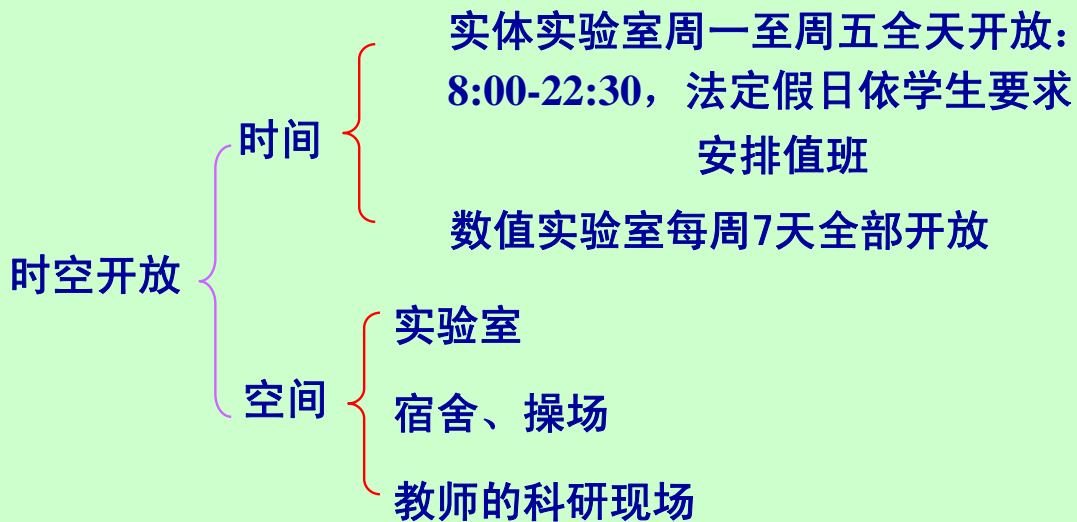 时空开放
时间
实体实验室周一至周五全天开放：
8:00-22:30，法定假日依学生要求
安排值班
数值实验室每周7天全部开放
空间
实验室
宿舍、操场
教师的科研现场